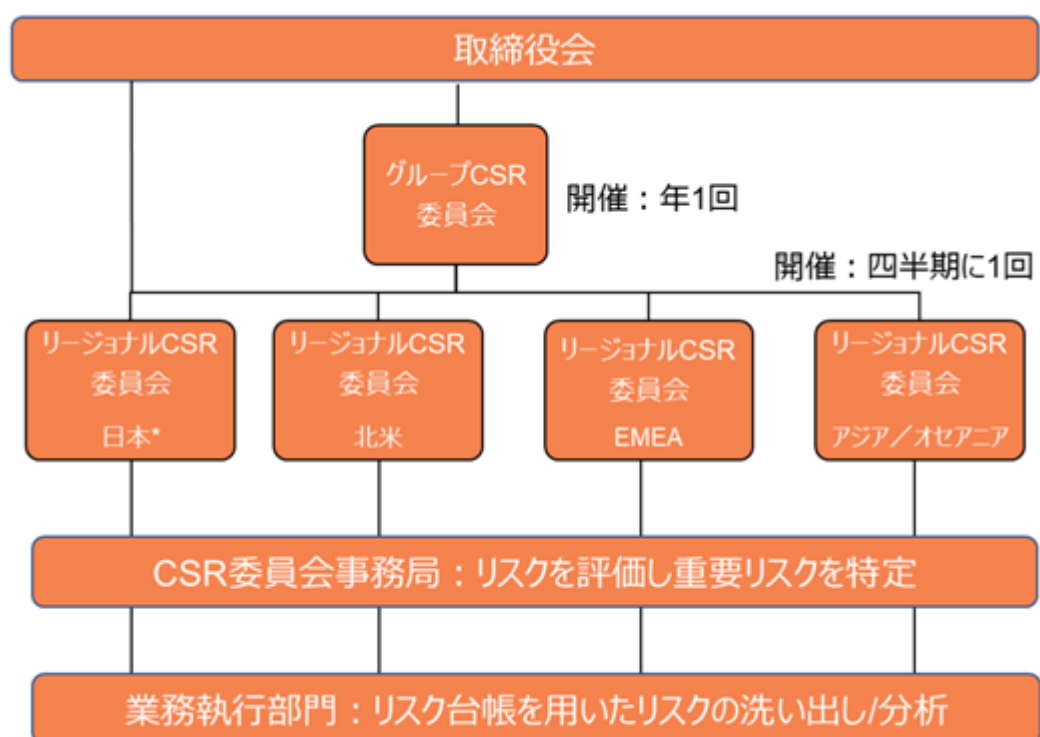 取締役会
グループCSR
委員会
開催：年1回
開催：四半期に1回
リージョナルCSR
委員会
日本*
リージョナルCSR
委員会
北米
リージョナルCSR
委員会
EMEA
リージョナルCSR
委員会
アジア／オセアニア
CSR委員会事務局：リスクを評価し重要リスクを特定
業務執行部門：リスク台帳を用いたリスクの洗い出し/分析